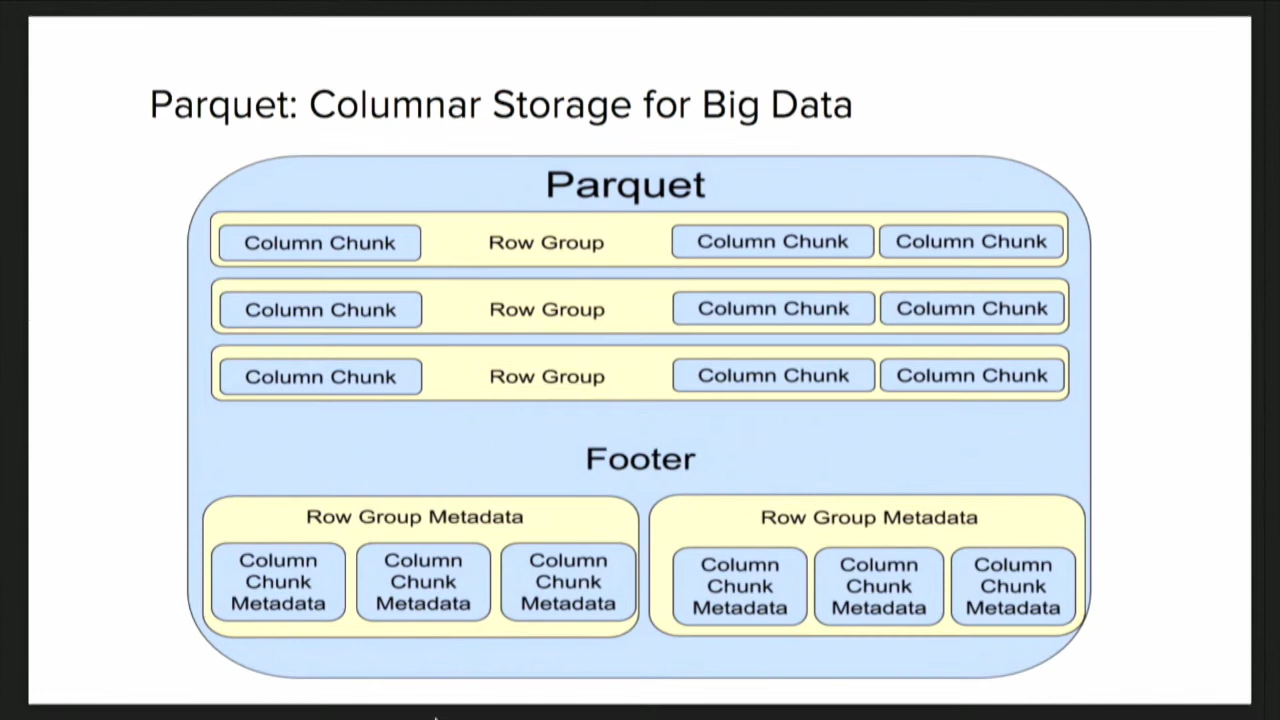 Parquet: Columnar Storage for Big Data
Parquet
Column Chunk Row Group Column Chunk Column Chunk
Column Chunk Row Group Column Chunk Column Chunk
Column Chunk Row Group Column Chunk Column Chunk
Footer
Row Group Metadata
Column
Chunk
Metadata
Column
Chunk
Metadata
Column
Chunk
Metadata
Row Group Metadata
Column
Chunk
Metadata
Column
Chunk
Metadata
Column
Chunk
Metadata